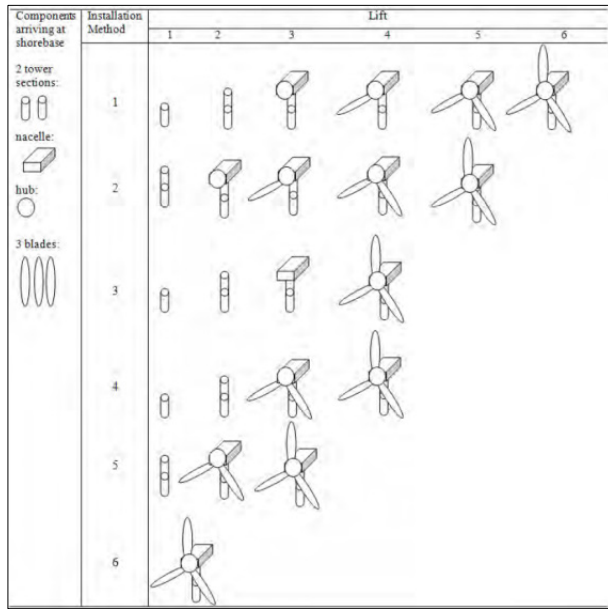 Components arriving at shorebase
Installation Method
Lift
1 2 3 4 5 6
2 tower sections:
nacelle:
hub:
3 blades:
1
2
3
4
5
6